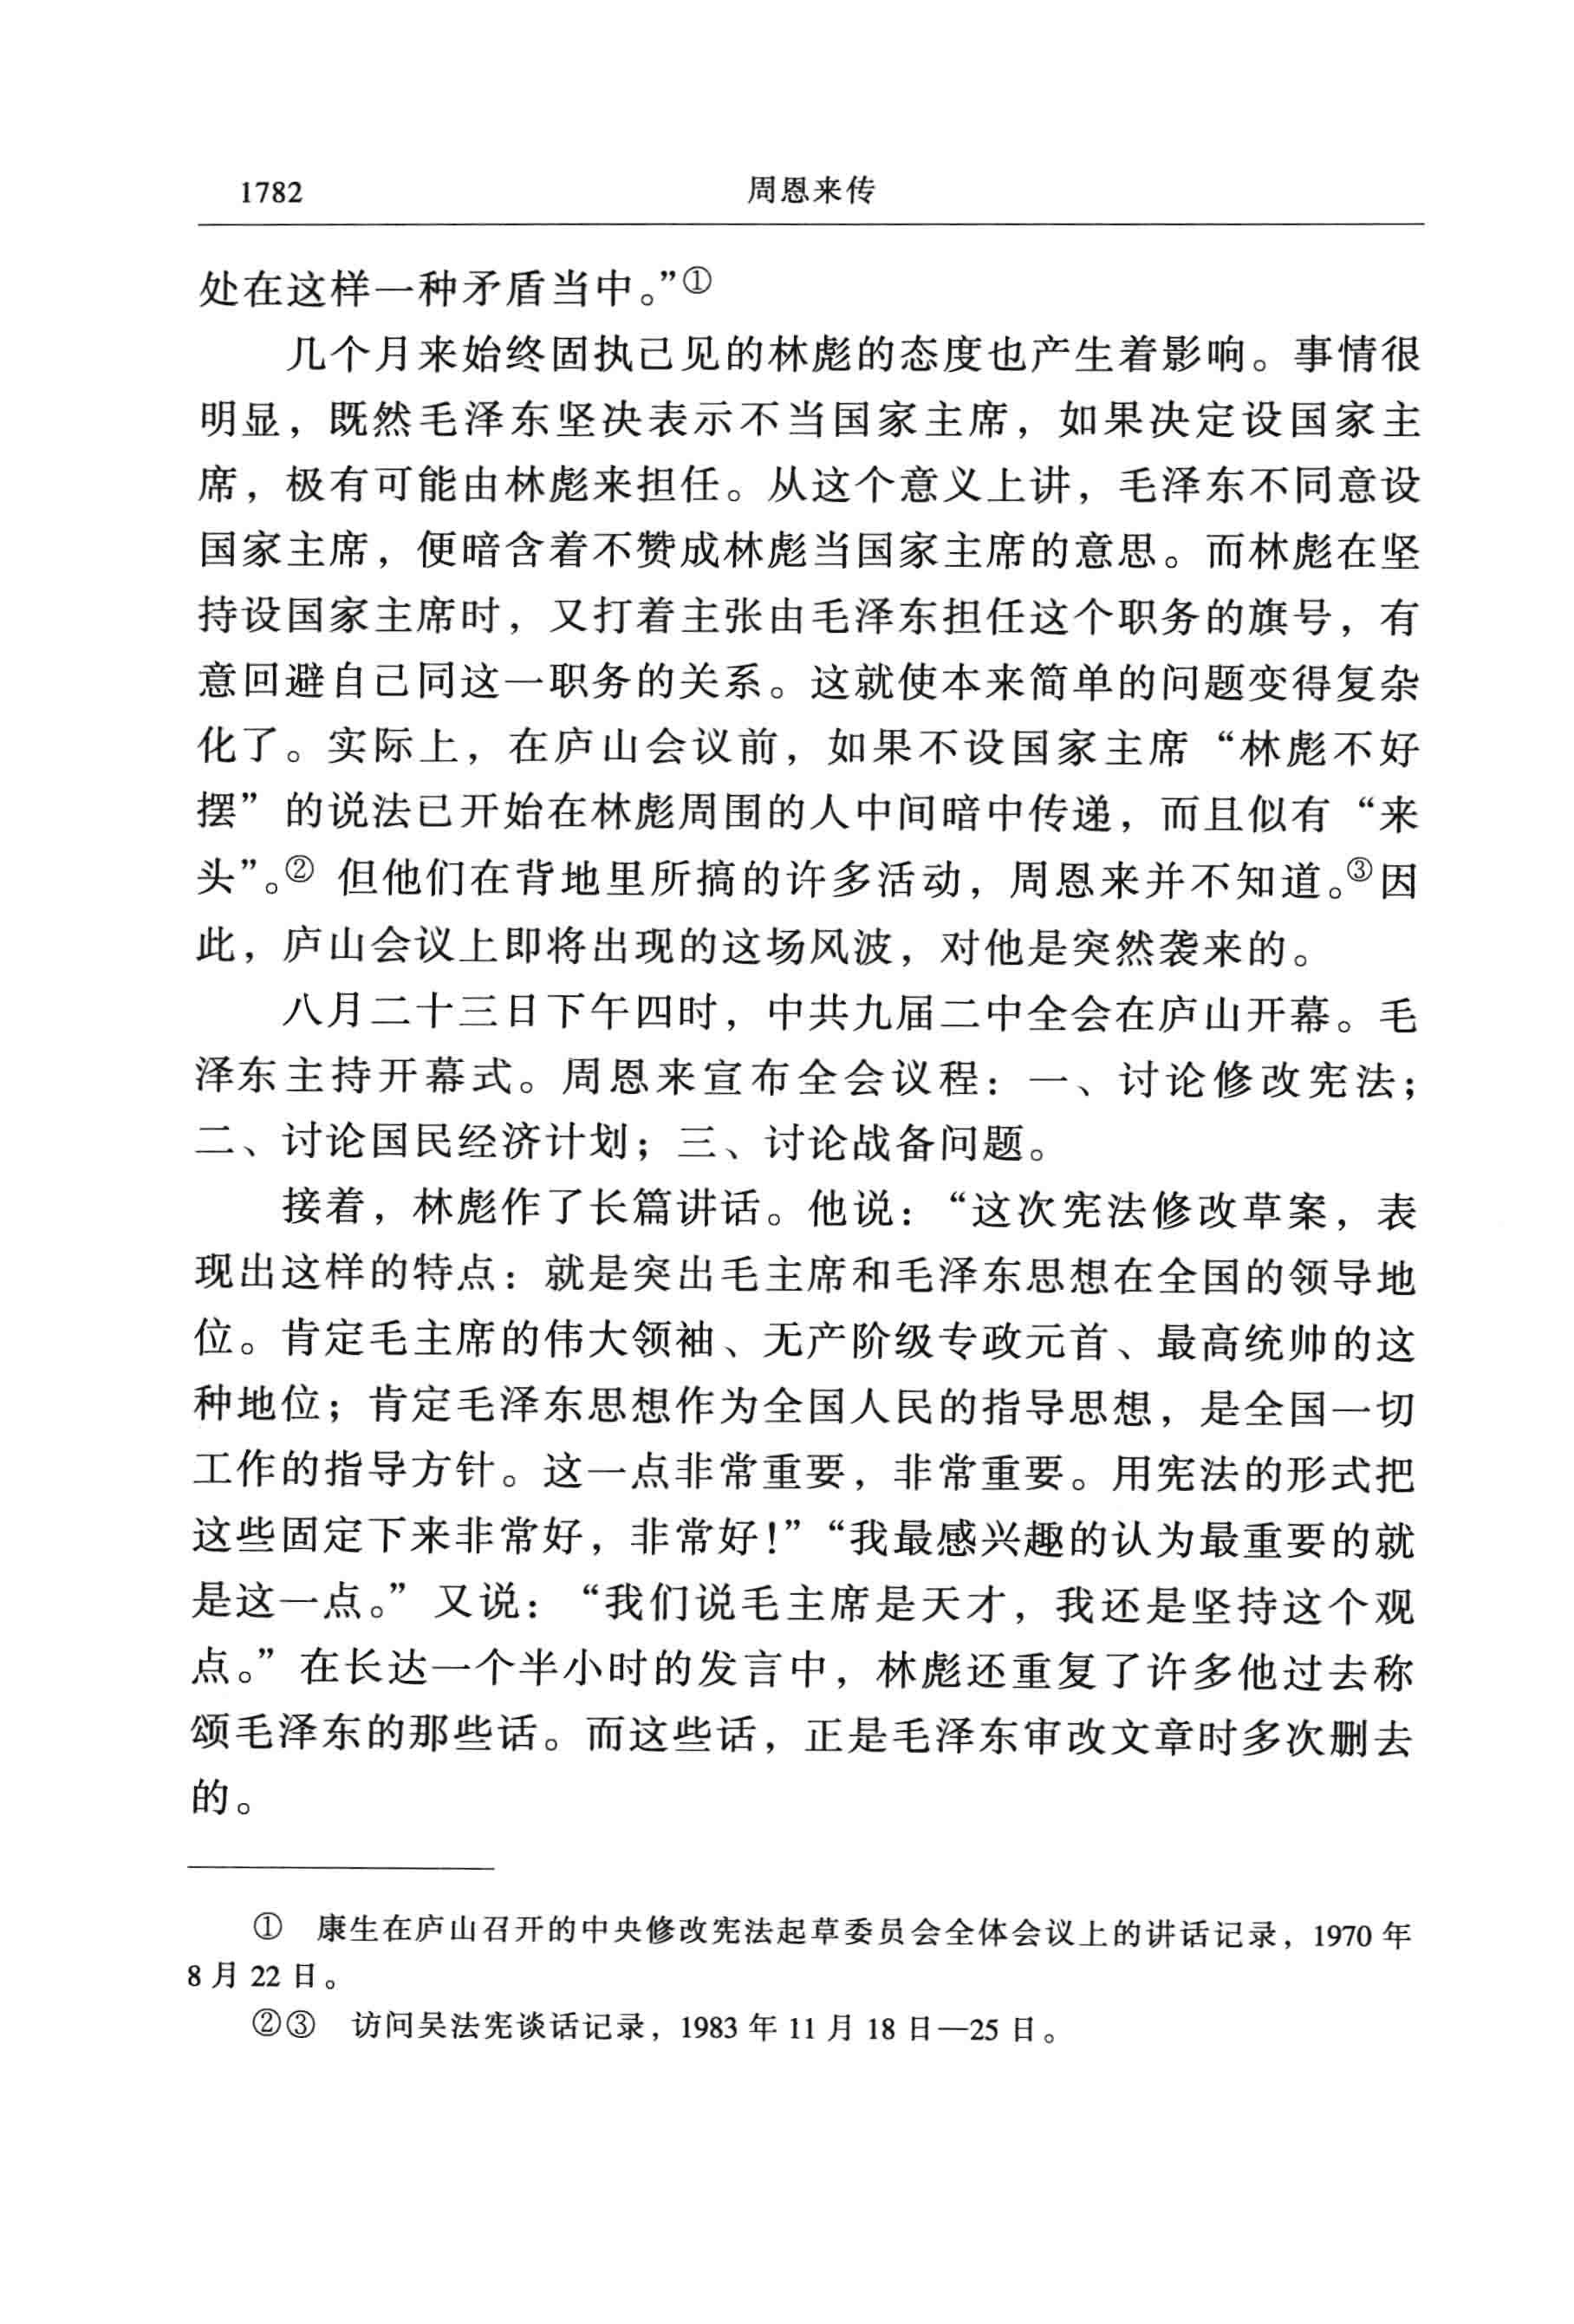 1782 周恩来传
处在这样一种矛盾当中。”①
几个月来始终固执己见的林彪的态度也产生着影响。事情很
明显，既然毛泽东坚决表示不当国家主席，如果决定设国家主
席，极有可能由林彪来担任。从这个意义上讲，毛泽东不同意设
国家主席，便暗含着不赞成林彪当国家主席的意思。而林彪在坚
持设国家主席时，又打着主张由毛泽东担任这个职务的旗号，有
意回避自己同这一职务的关系。这就使本来简单的问题变得复杂
化了。实际上，在庐山会议前，如果不设国家主席“林彪不好
摆”的说法已开始在林彪周围的人中间暗中传递，而且似有“来
头”。② 但他们在背地里所搞的许多活动，周恩来并不知道。③因
此，庐山会议上即将出现的这场风波，对他是突然袭来的。
八月二十三日下午四时，中共九届二中全会在庐山开幕。毛
泽东主持开幕式。周恩来宣布全会议程：一、讨论修改宪法；
二、讨论国民经济计划；三、讨论战备问题。
接着，林彪作了长篇讲话。他说：“这次宪法修改草案，表
现出这样的特点：就是突出毛主席和毛泽东思想在全国的领导地
位。肯定毛主席的伟大领袖、无产阶级专政元首、最高统帅的这
种地位；肯定毛泽东思想作为全国人民的指导思想，是全国一切
工作的指导方针。这一点非常重要，非常重要。用宪法的形式把
这些固定下来非常好，非常好！”“我最感兴趣的认为最重要的就
是这一点。”又说：“我们说毛主席是天才，我还是坚持这个观
点。”在长达一个半小时的发言中，林彪还重复了许多他过去称
颂毛泽东的那些话。而这些话，正是毛泽东审改文章时多次删去
的。
① 康生在庐山召开的中央修改宪法起草委员会全体会议上的讲话记录，1970 年
8 月 22 日。
②③ 访问吴法宪谈话记录，1983 年 11 月 18 日—25 日。